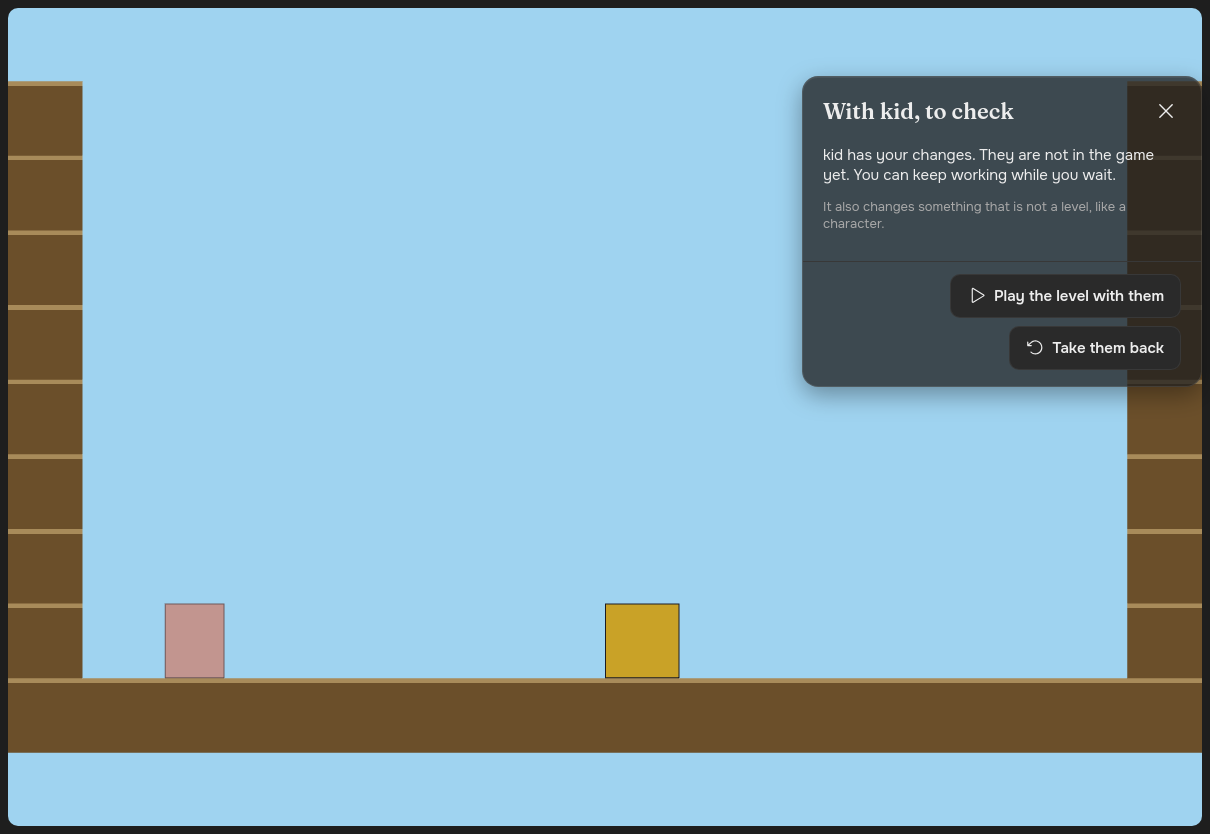 With kid, to check
kid has your changes. They are not in the game
yet. You can keep working while you wait.
It also changes something that is not a level, like a
character.
Play the level with them
Take them back